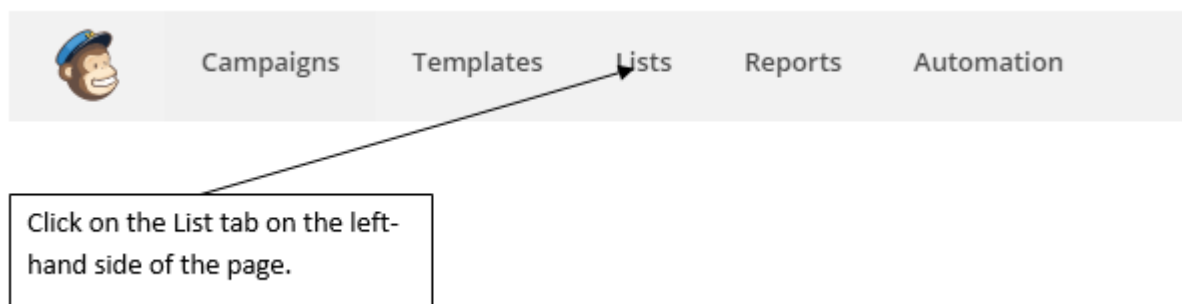 Campaigns Templates Lists Reports Automation
Click on the List tab on the left-
hand side of the page.